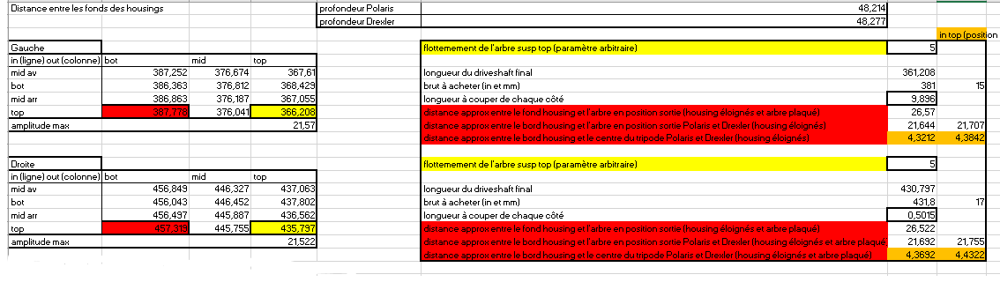 Distance entre les fonds des housings profondeur Polaris 48,214
profondeur Drexler 48,277
in top (position
Gauche flottement de l'arbre susp top (paramètre arbitraire) 5
in (ligne) out (colonne) bot mid top
mid av 387,252 376,674 367,61 longueur du driveshaft final 361,208
bot 386,363 376,812 368,429 brut à acheter (in et mm) 381 15
mid arr 386,863 376,187 367,055 longueur à couper de chaque côté 9,896
top 387,778 376,041 366,208 distance approx entre le fond housing et l'arbre en position sortie (housing éloignés et arbre plaqué) 26,57
amplitude max 21,57 distance approx entre le bord housing et l'arbre en position sortie Polaris et Drexler (housing éloignés) 21,644 21,707
distance approx entre le bord housing et le centre du tripode Polaris et Drexler (housing éloignés) 4,3212 4,3842
Droite flottement de l'arbre susp top (paramètre arbitraire) 5
in (ligne) out (colonne) bot mid top
mid av 456,849 446,327 437,063 longueur du driveshaft final 430,797
bot 456,043 446,452 437,802 brut à acheter (in et mm) 431,8 17
mid arr 456,497 445,887 436,562 longueur à couper de chaque côté 0,5015
top 457,319 445,755 435,797 distance approx entre le fond housing et l'arbre en position sortie (housing éloignés et arbre plaqué) 26,522
amplitude max 21,522 distance approx entre le bord housing et l'arbre en position sortie Polaris et Drexler (housing éloignés et arbre plaqué 21,692 21,755
distance approx entre le bord housing et le centre du tripode Polaris et Drexler (housing éloignés et arbre plaqué) 4,3692 4,4322